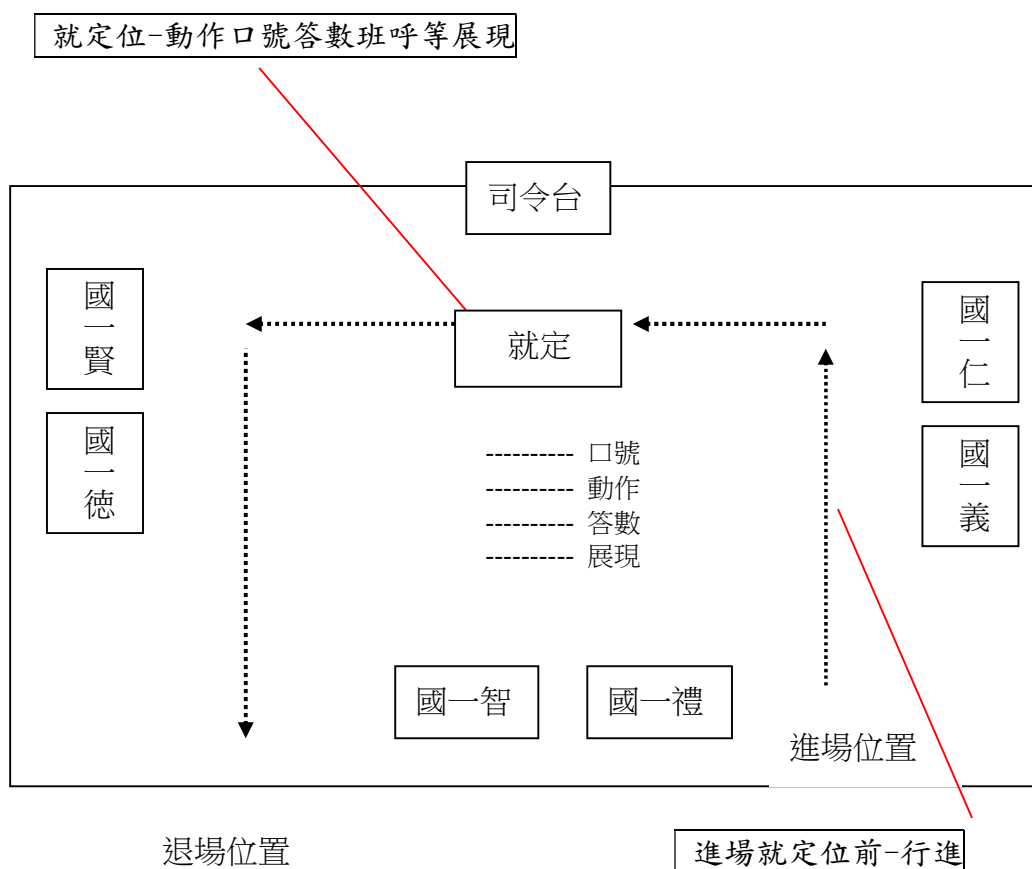 就定位-動作口號答數班呼等展現
司令台
國一賢
國一仁
就定
國一德
國一義
---------- 口號
---------- 動作
---------- 答數
---------- 展現
國一智
國一禮
進場位置
退場位置
進場就定位前-行進